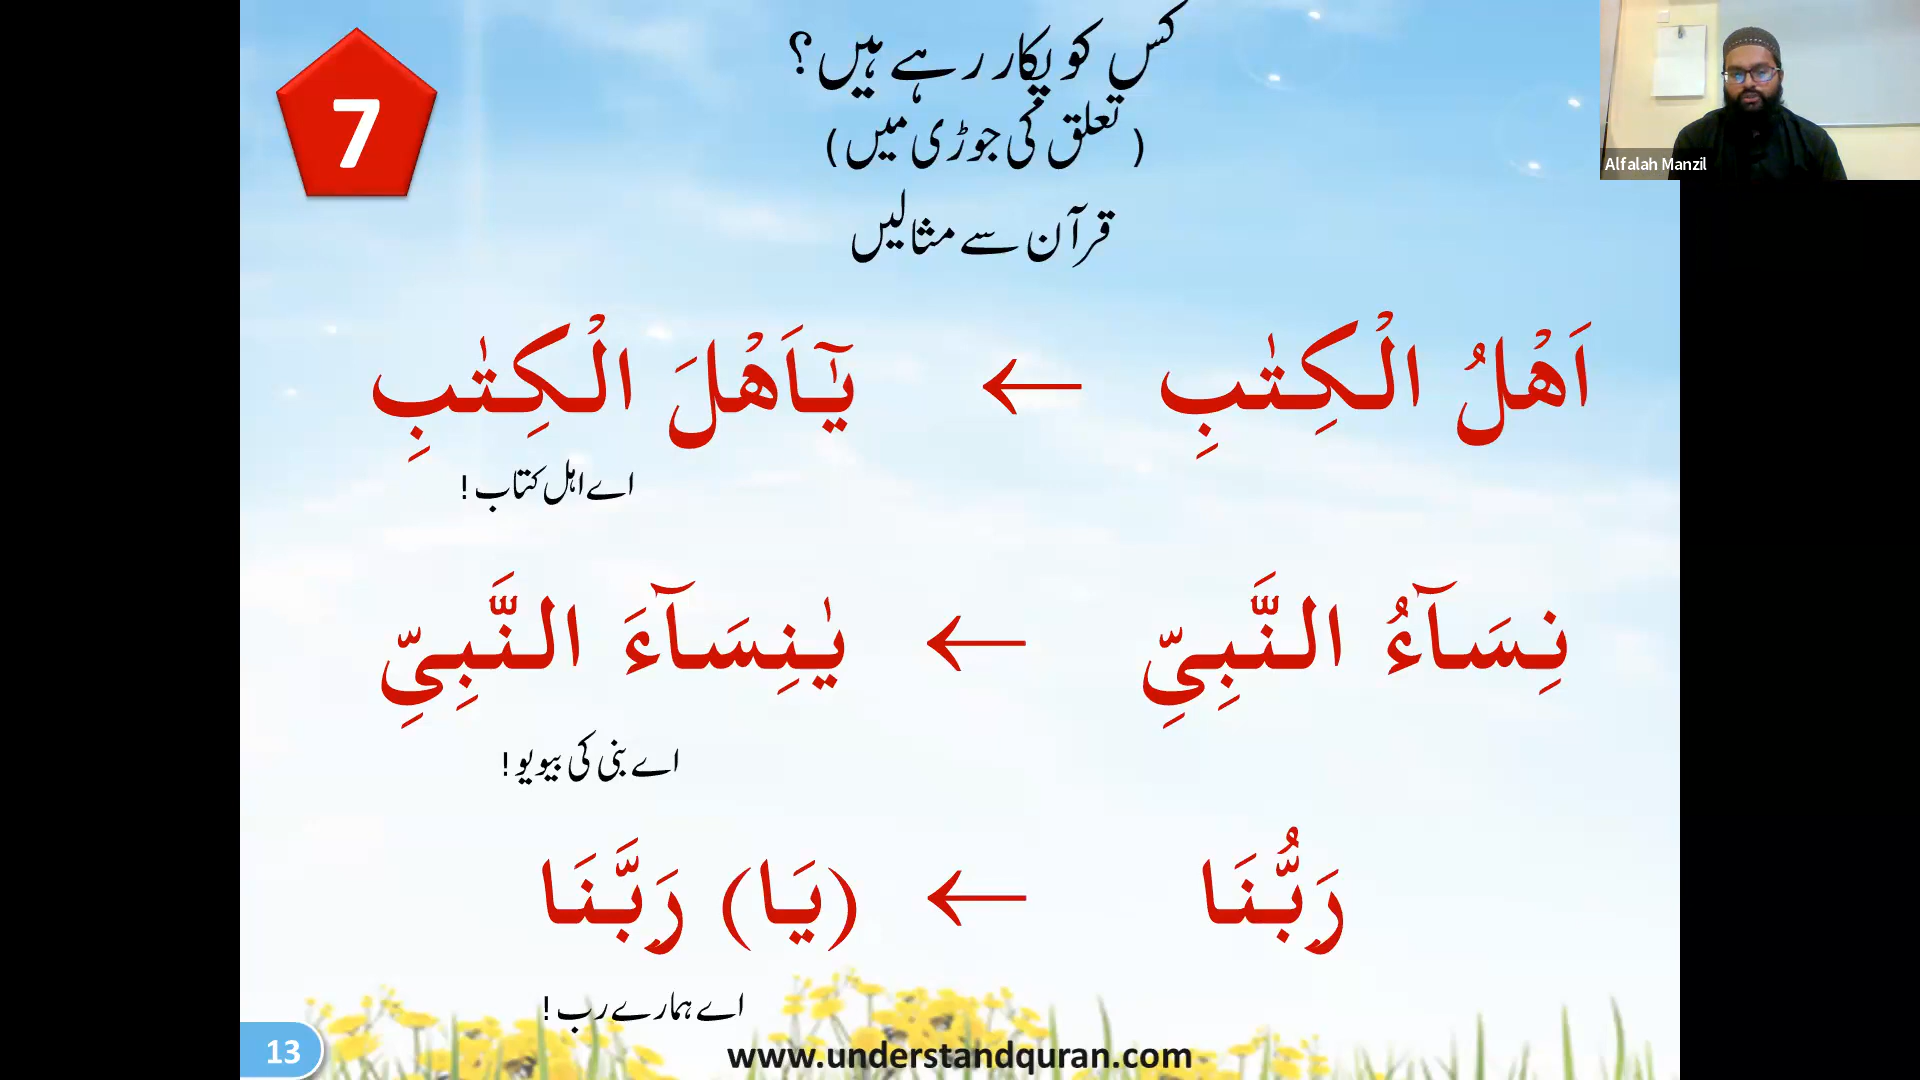 7
کس کو پکار رہے ہیں؟
(تعلق کی جوڑی میں)
قرآن سے مثالیں
Alfalah Manzil
اَهْلُ الْكِتٰبِ ← يٰٓاَهْلَ الْكِتٰبِ
اے اہل کتاب!
نِسَآءُ النَّبِىِّ ← يٰنِسَآءَ النَّبِىِّ
اے نبی کی بیویو!
رَبُّنَا ← (يَا) رَبَّنَا
اے ہمارے رب!
13
www.understandquran.com